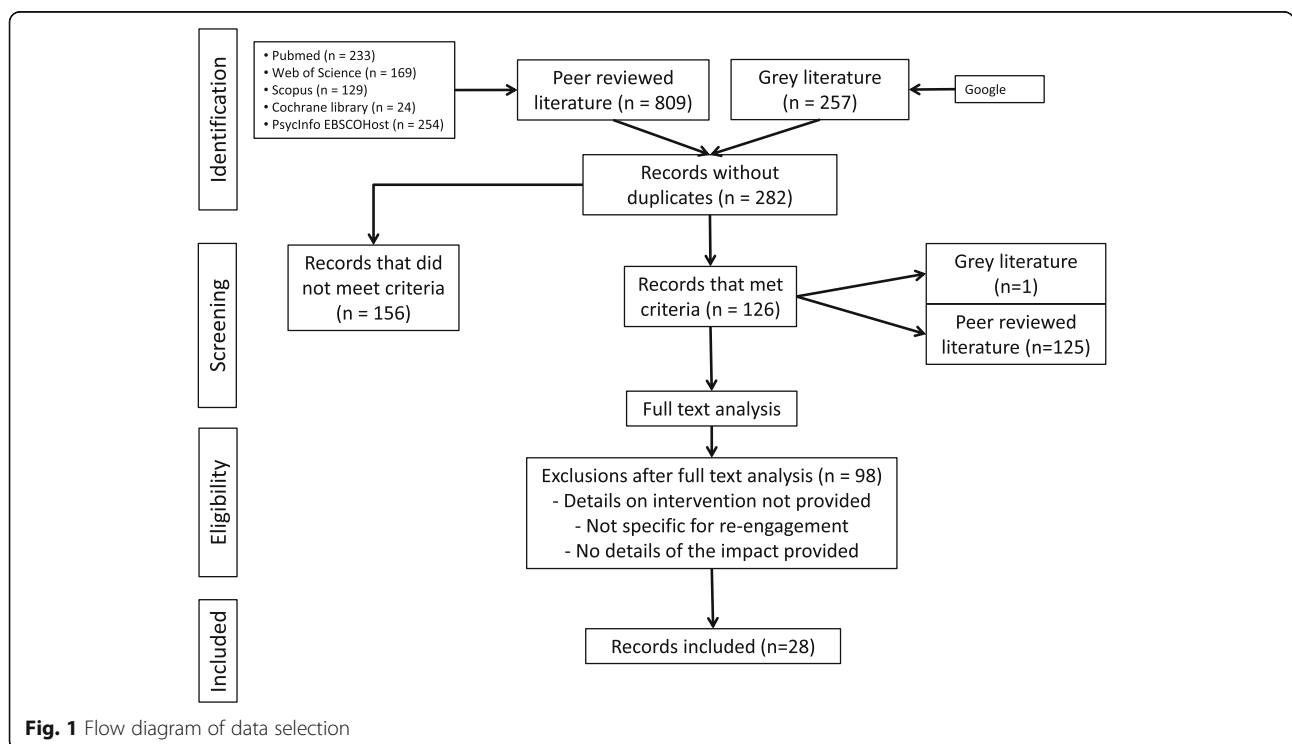 Identification
• Pubmed (n = 233)
• Web of Science (n = 169)
• Scopus (n = 129)
• Cochrane library (n = 24)
• PsycInfo EBSCOHost (n = 254)
Peer reviewed
literature (n = 809)
Grey literature
(n = 257)
Google
Records without
duplicates (n = 282)
Screening
Records that did
not meet criteria
(n = 156)
Records that met
criteria (n = 126)
Grey literature
(n=1)
Peer reviewed
literature (n=125)
Full text analysis
Eligibility
Exclusions after full text analysis (n = 98)
- Details on intervention not provided
- Not specific for re-engagement
- No details of the impact provided
Included
Records included (n=28)
Fig. 1 Flow diagram of data selection